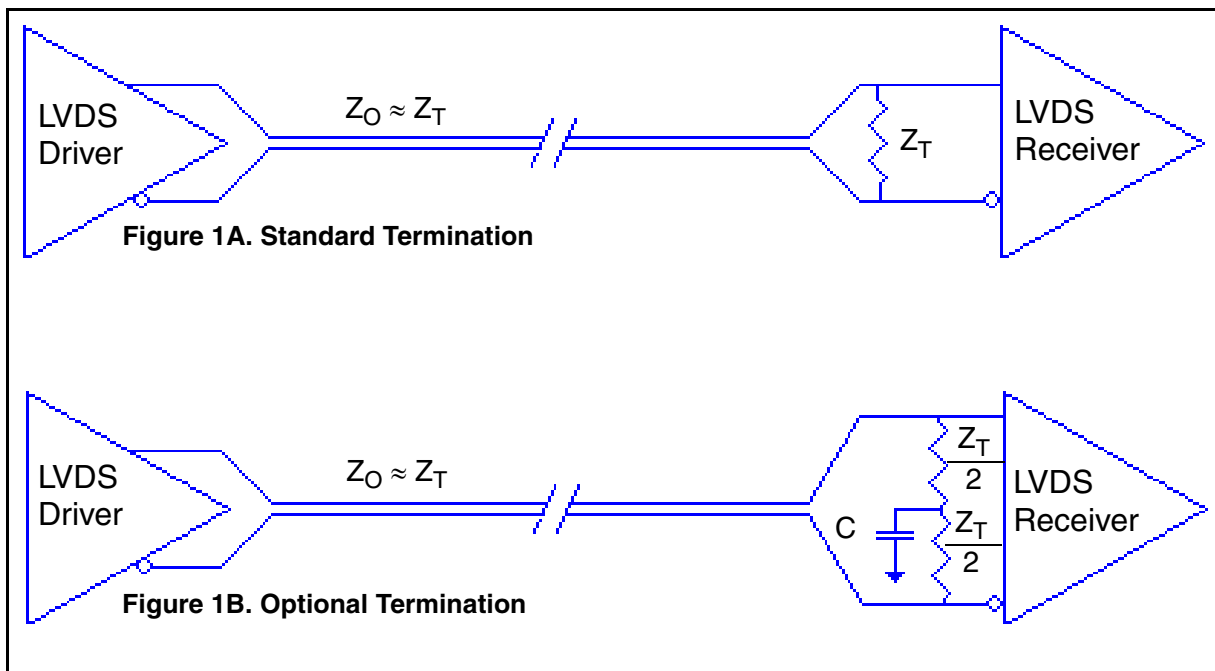 LVDS
Driver
Z_O ≈ Z_T
Z_T
LVDS
Receiver
Figure 1A. Standard Termination
LVDS
Driver
Z_O ≈ Z_T
C
Z_T
2
Z_T
2
LVDS
Receiver
Figure 1B. Optional Termination